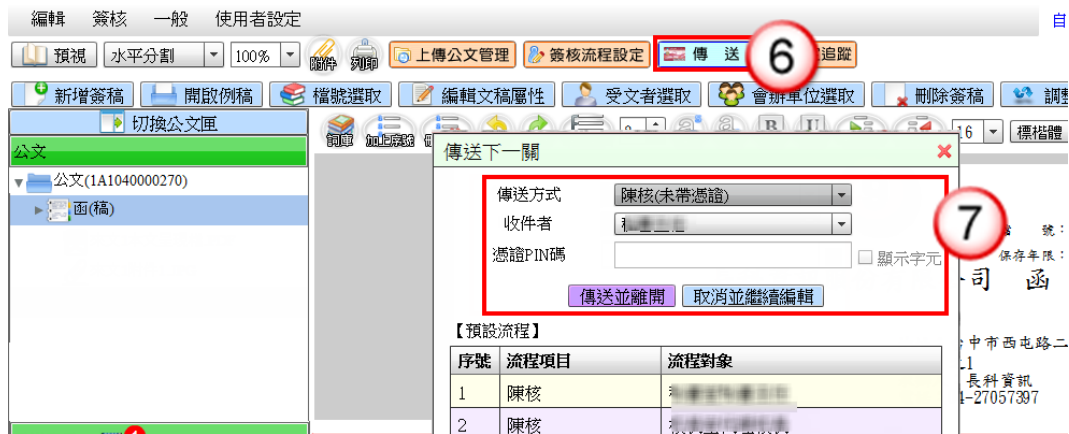 編輯 簽核 一般 使用者設定
自
預視 水平分割 100% 附件 列印 上傳公文管理 簽核流程設定 傳 送 6 追蹤
新增簽稿 開啟例稿 檔號選取 編輯文稿屬性 受文者選取 會辦單位選取 刪除簽稿 調整
切換公文匣
詞庫 加上序號 B U 16 標楷體
公文
公文(1A1040000270)
函(稿)
傳送下一關
傳送方式 陳核(未帶憑證)
收件者
憑證PIN碼 顯示字元
傳送並離開 取消並繼續編輯
7
號:
保存年限:
司 函
中市西屯路二
1
長科資訊
4-27057397
【預設流程】
序號 流程項目 流程對象
1 陳核
2 陳核